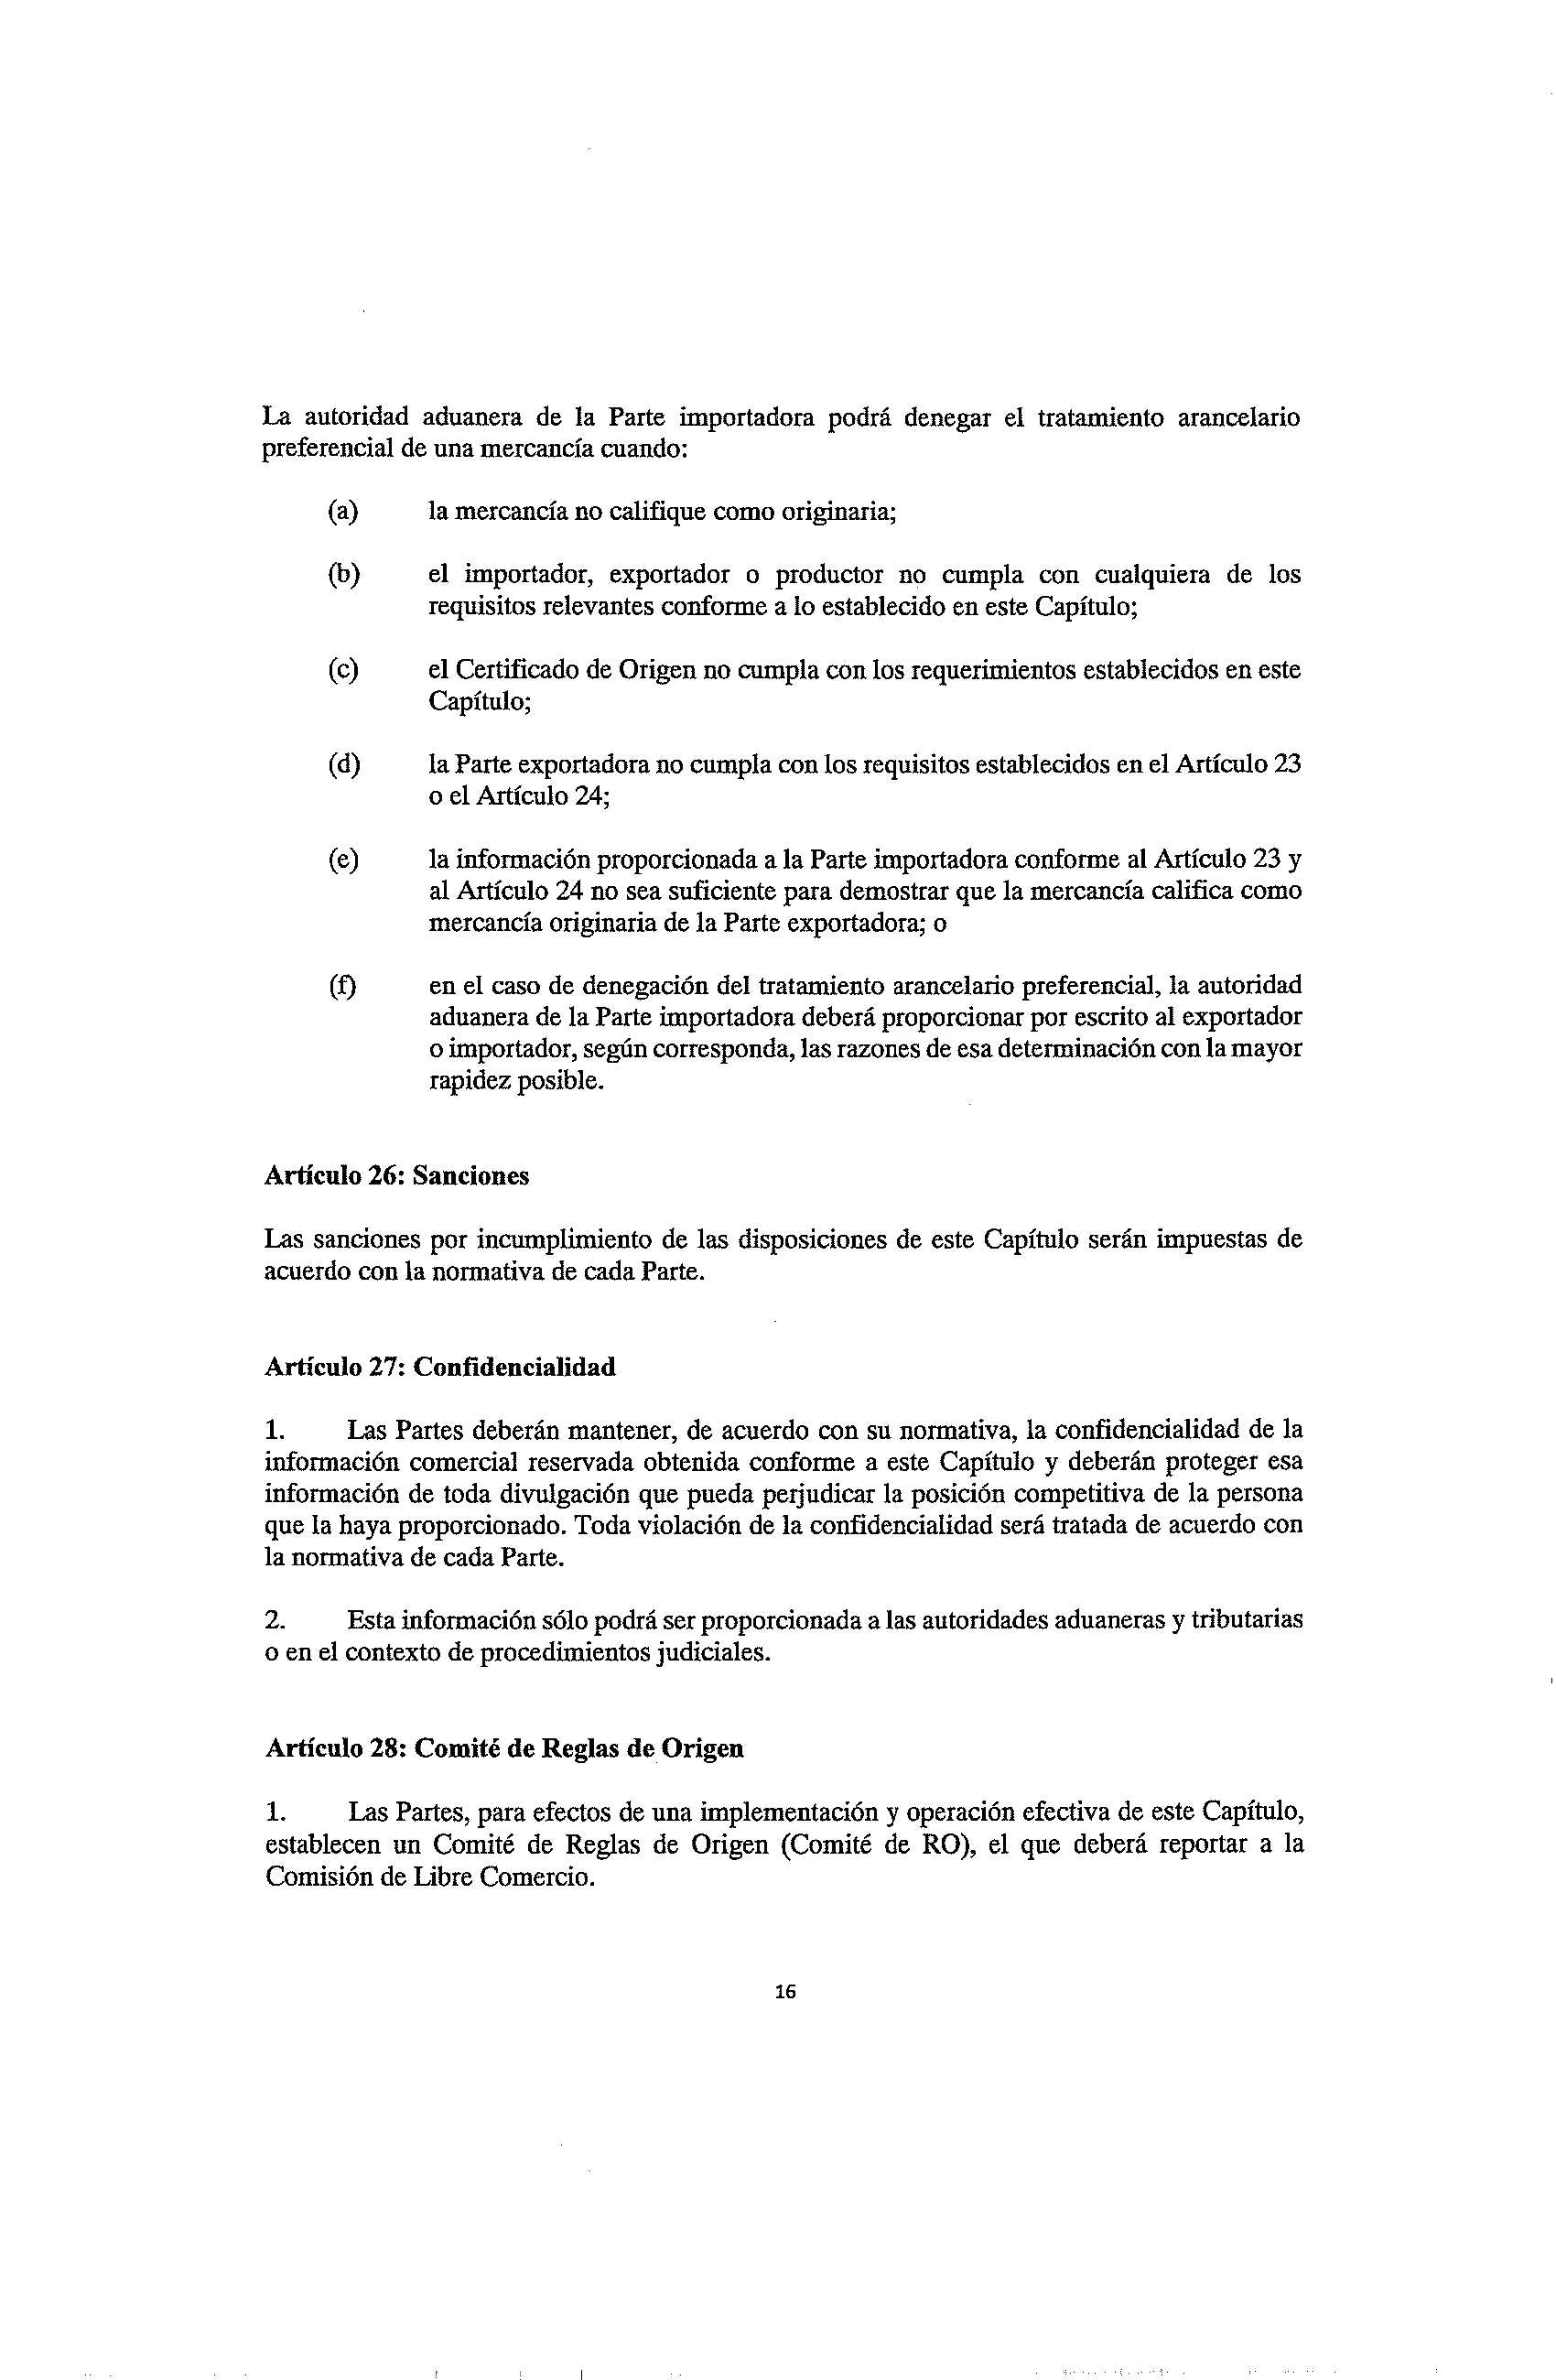 La autoridad aduanera de la Parte importadora podrá denegar el tratamiento arancelario
preferencial de una mercancía cuando:
(a) la mercancía no califique como originaria;
(b) el importador, exportador o productor no cumpla con cualquiera de los
requisitos relevantes conforme a lo establecido en este Capítulo;
(c) el Certificado de Origen no cumpla con los requerimientos establecidos en este
Capítulo;
(d) la Parte exportadora no cumpla con los requisitos establecidos en el Artículo 23
o el Artículo 24;
(e) la información proporcionada a la Parte importadora conforme al Artículo 23 y
al Artículo 24 no sea suficiente para demostrar que la mercancía califica como
mercancía originaria de la Parte exportadora; o
(f) en el caso de denegación del tratamiento arancelario preferencial, la autoridad
aduanera de la Parte importadora deberá proporcionar por escrito al exportador
o importador, según corresponda, las razones de esa determinación con la mayor
rapidez posible.
Artículo 26: Sanciones
Las sanciones por incumplimiento de las disposiciones de este Capítulo serán impuestas de
acuerdo con la normativa de cada Parte.
Artículo 27: Confidencialidad
1. Las Partes deberán mantener, de acuerdo con su normativa, la confidencialidad de la
información comercial reservada obtenida conforme a este Capítulo y deberán proteger esa
información de toda divulgación que pueda perjudicar la posición competitiva de la persona
que la haya proporcionado. Toda violación de la confidencialidad será tratada de acuerdo con
la normativa de cada Parte.
2. Esta información sólo podrá ser proporcionada a las autoridades aduaneras y tributarias
o en el contexto de procedimientos judiciales.
Artículo 28: Comité de Reglas de Origen
1. Las Partes, para efectos de una implementación y operación efectiva de este Capítulo,
establecen un Comité de Reglas de Origen (Comité de RO), el que deberá reportar a la
Comisión de Libre Comercio.
16